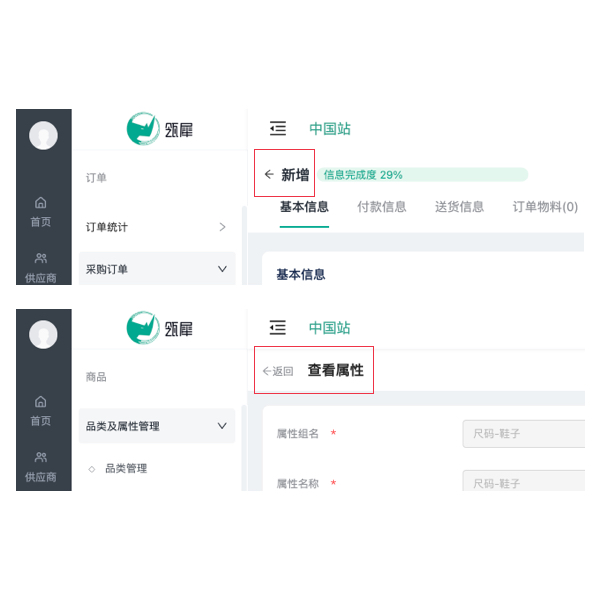 瓴犀
中国站
订单
新增
信息完成度 29%
首页
订单统计
基本信息 付款信息 送货信息 订单物料(0)
供应商
采购订单
基本信息
瓴犀
中国站
商品
返回 查看属性
首页
品类及属性管理
属性组名 * 尺码-鞋子
供应商
品类管理
属性名称 * 尺码-鞋子